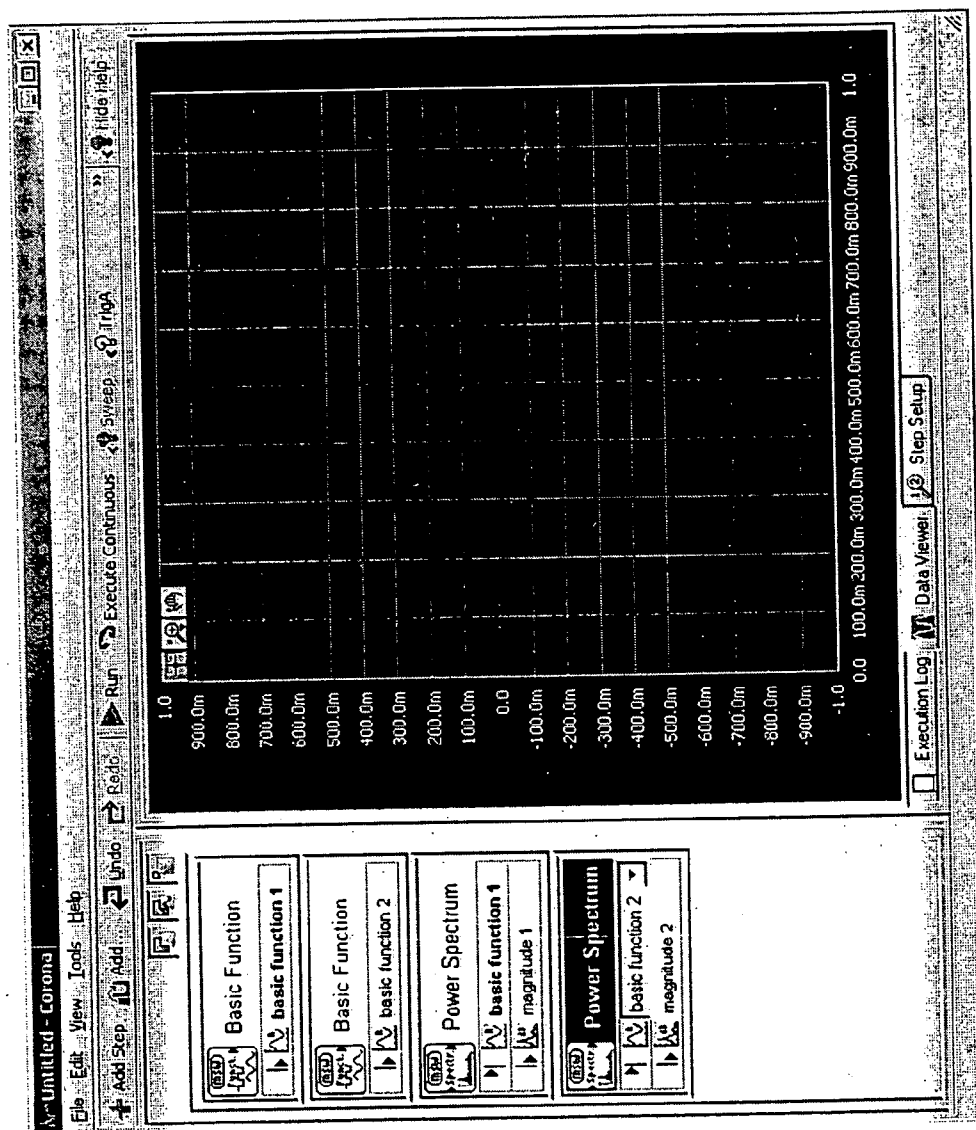 Untitled - Corona
File Edit View Tools Help
Add Step Add Undo Redo Run Execute Continuous Sweep TrigA » Hide Help
Basic Function
basic function 1
Basic Function
basic function 2
Power Spectrum
basic function 1
magnitude 1
Power Spectrum
basic function 2
magnitude 2
1.0
900.0m
800.0m
700.0m
600.0m
500.0m
400.0m
300.0m
200.0m
100.0m
0.0
-100.0m
-200.0m
-300.0m
-400.0m
-500.0m
-600.0m
-700.0m
-800.0m
-900.0m
-1.0
0.0 100.0m 200.0m 300.0m 400.0m 500.0m 600.0m 700.0m 800.0m 900.0m 1.0
Execution Log Data Viewer Step Setup